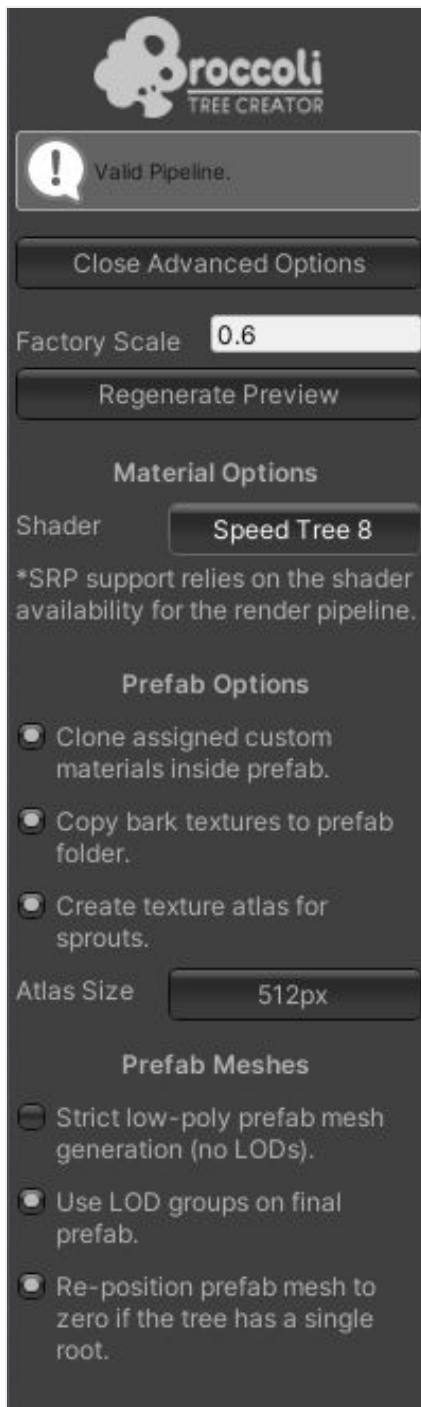 Broccoli
TREE CREATOR
Valid Pipeline.
Close Advanced Options
Factory Scale 0.6
Regenerate Preview
Material Options
Shader Speed Tree 8
*SRP support relies on the shader
availability for the render pipeline.
Prefab Options
Clone assigned custom
materials inside prefab.
Copy bark textures to prefab
folder.
Create texture atlas for
sprouts.
Atlas Size 512px
Prefab Meshes
Strict low-poly prefab mesh
generation (no LODs).
Use LOD groups on final
prefab.
Re-position prefab mesh to
zero if the tree has a single
root.